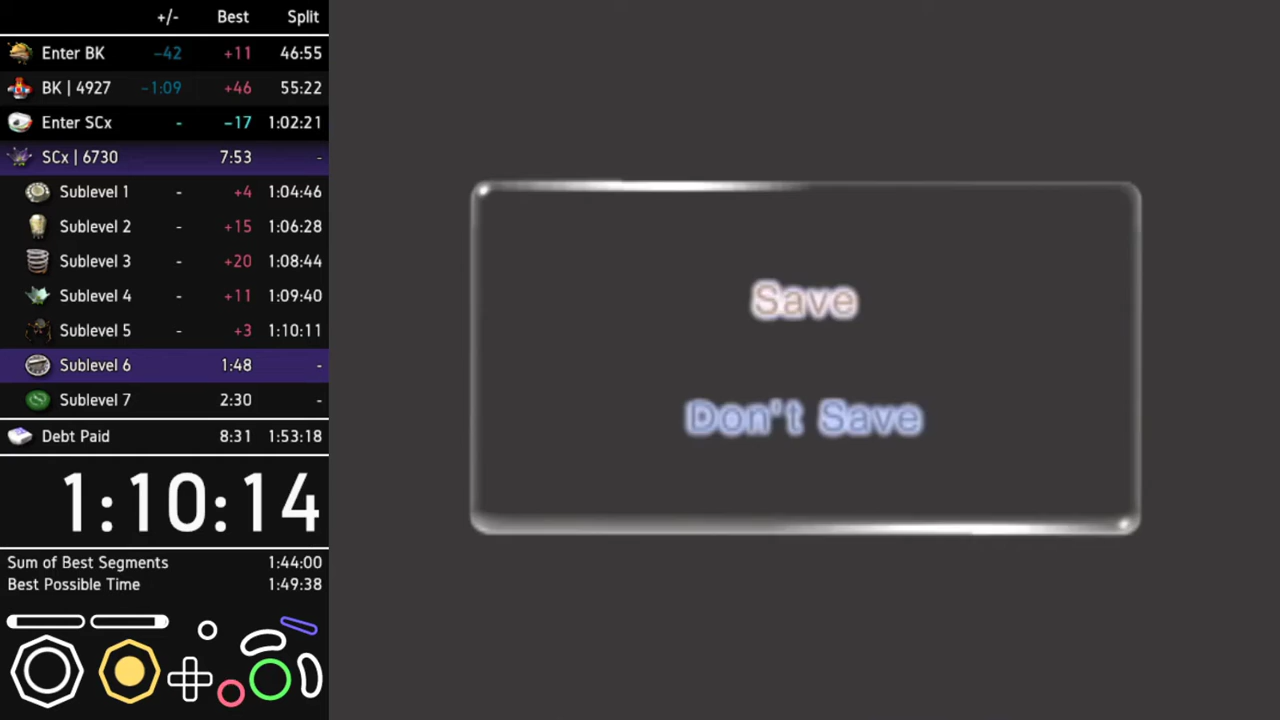 +/- Best Split
Enter BK −42 +11 46:55
BK | 4927 −1:09 +46 55:22
Enter SCx - −17 1:02:21
SCx | 6730 7:53 -
Sublevel 1 - +4 1:04:46
Sublevel 2 - +15 1:06:28
Sublevel 3 - +20 1:08:44
Sublevel 4 - +11 1:09:40
Sublevel 5 - +3 1:10:11
Sublevel 6 1:48 -
Sublevel 7 2:30 -
Debt Paid 8:31 1:53:18
1:10:14
Sum of Best Segments 1:44:00
Best Possible Time 1:49:38
Save
Don't Save